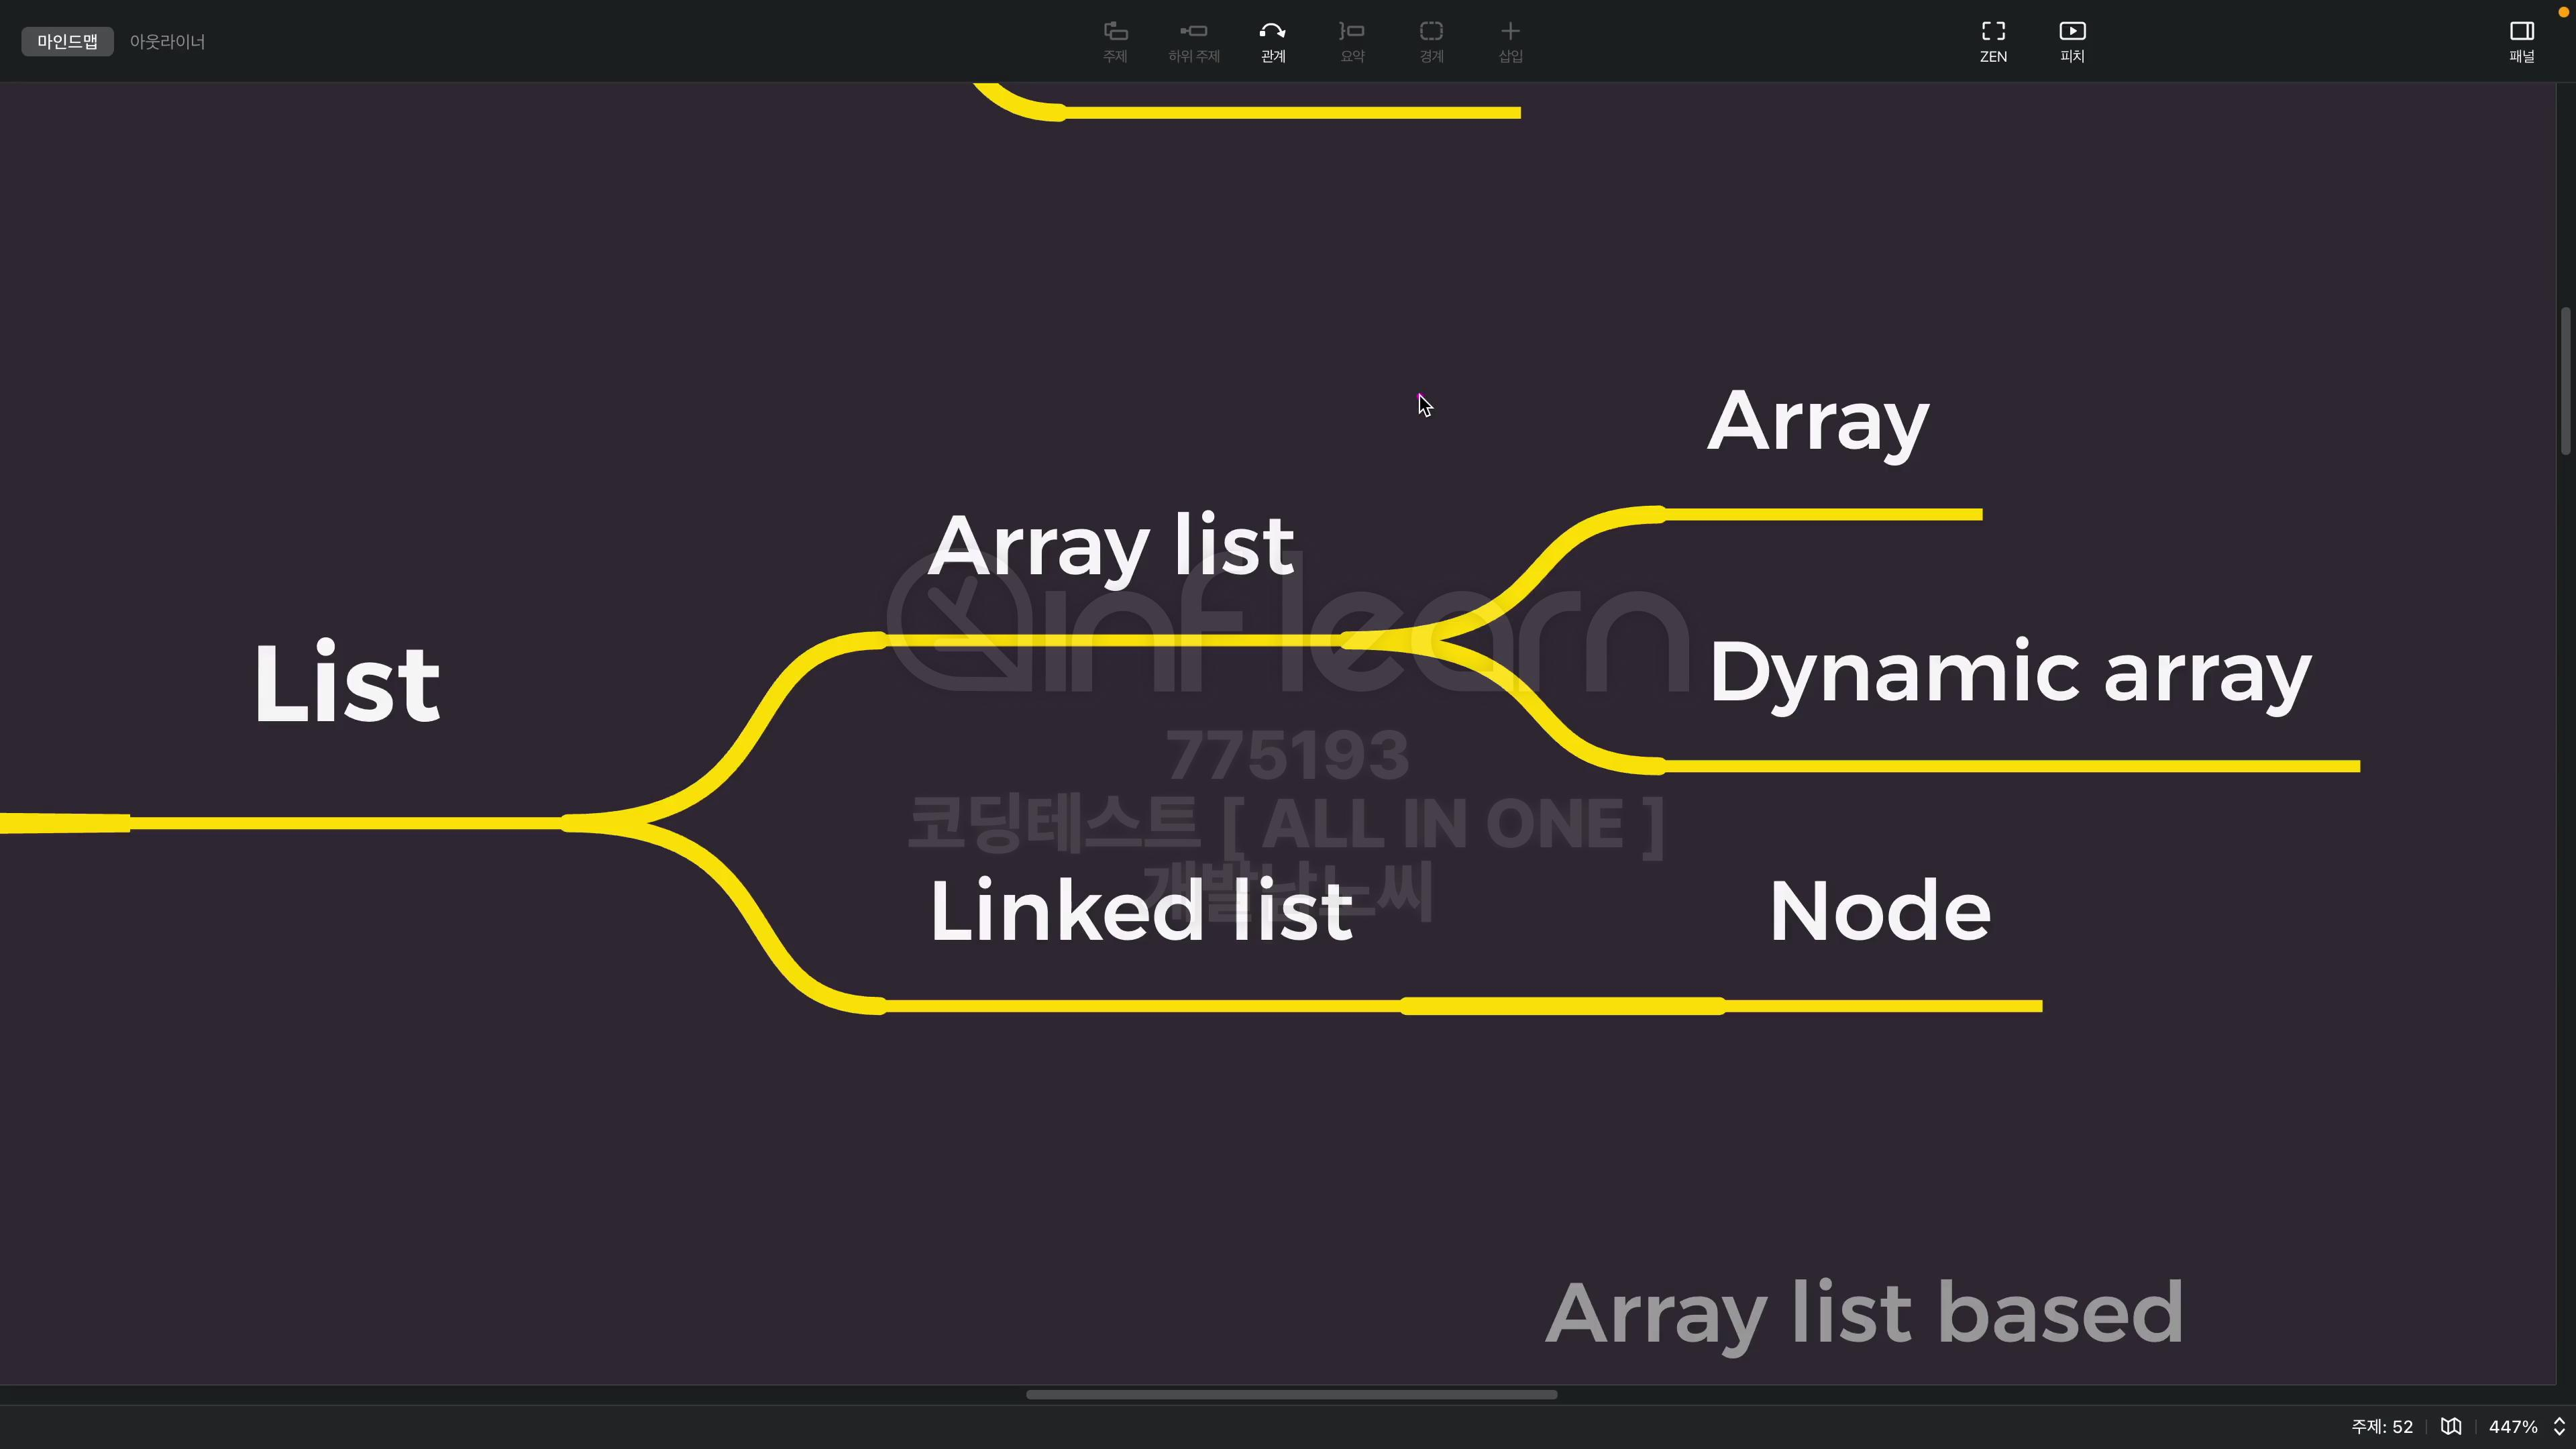 마인드맵
아웃라이너
주제
하위 주제
관계
요약
경계
삽입
ZEN
피치
패널
Array
Array list
Dynamic array
List
inflearn
775193
코딩테스트 [ ALL IN ONE ]
개발남노씨
Linked list
Node
Array list based
주제: 52
447%